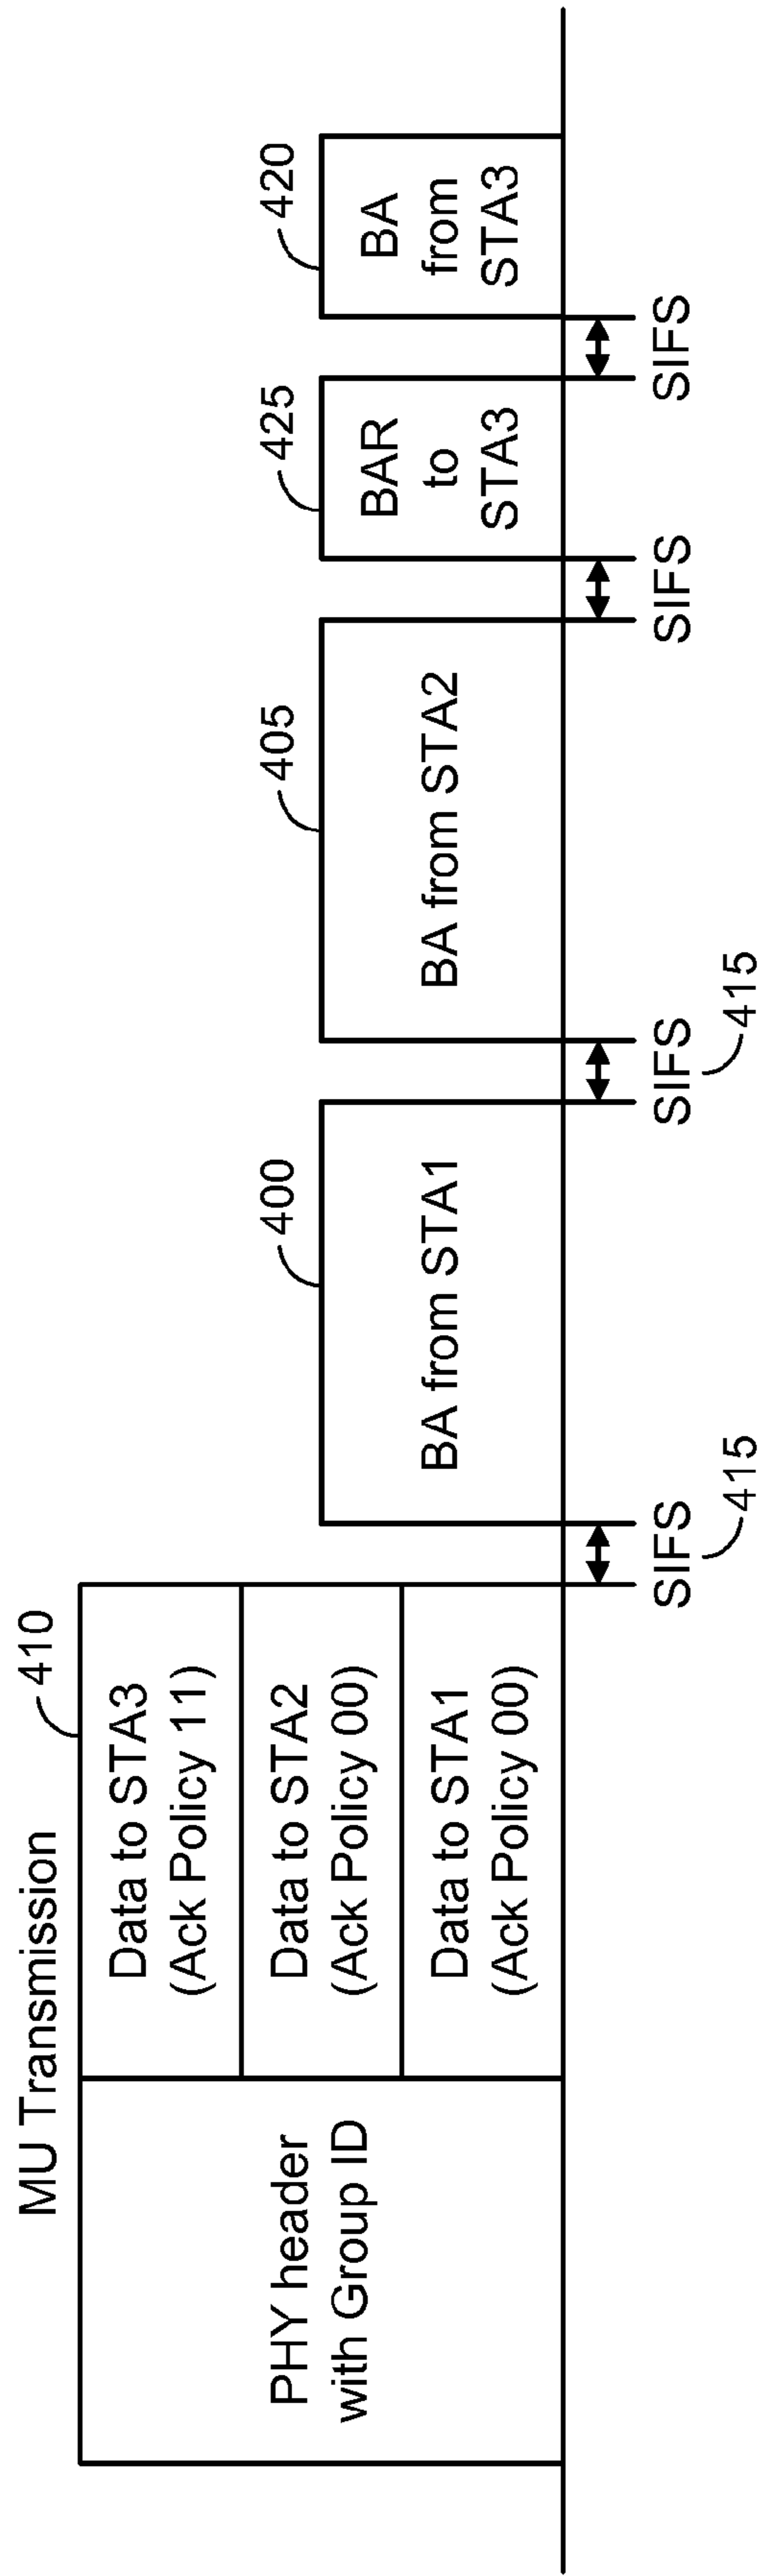 MU Transmission
410
PHY header
with Group ID
Data to STA3
(Ack Policy 11)
Data to STA2
(Ack Policy 00)
Data to STA1
(Ack Policy 00)
SIFS
415
400
BA from STA1
SIFS
415
405
BA from STA2
SIFS
425
BAR
to
STA3
SIFS
420
BA
from
STA3